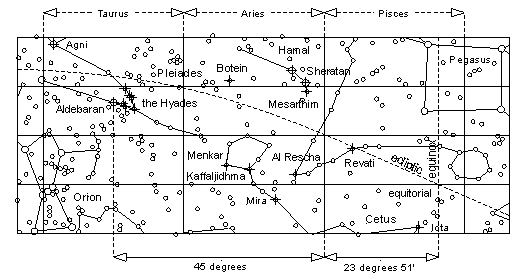 Taurus Aries Pisces
Agni Hamal
Pleiades Botein Sheratan Pegasus
Aldebaran the Hyades Mesarthim
Menkar Al Rescha Revati ecliptic equinox
Kaffaljidhma
Orion Mira equitorial
Cetus Iota
45 degrees 23 degrees 51'